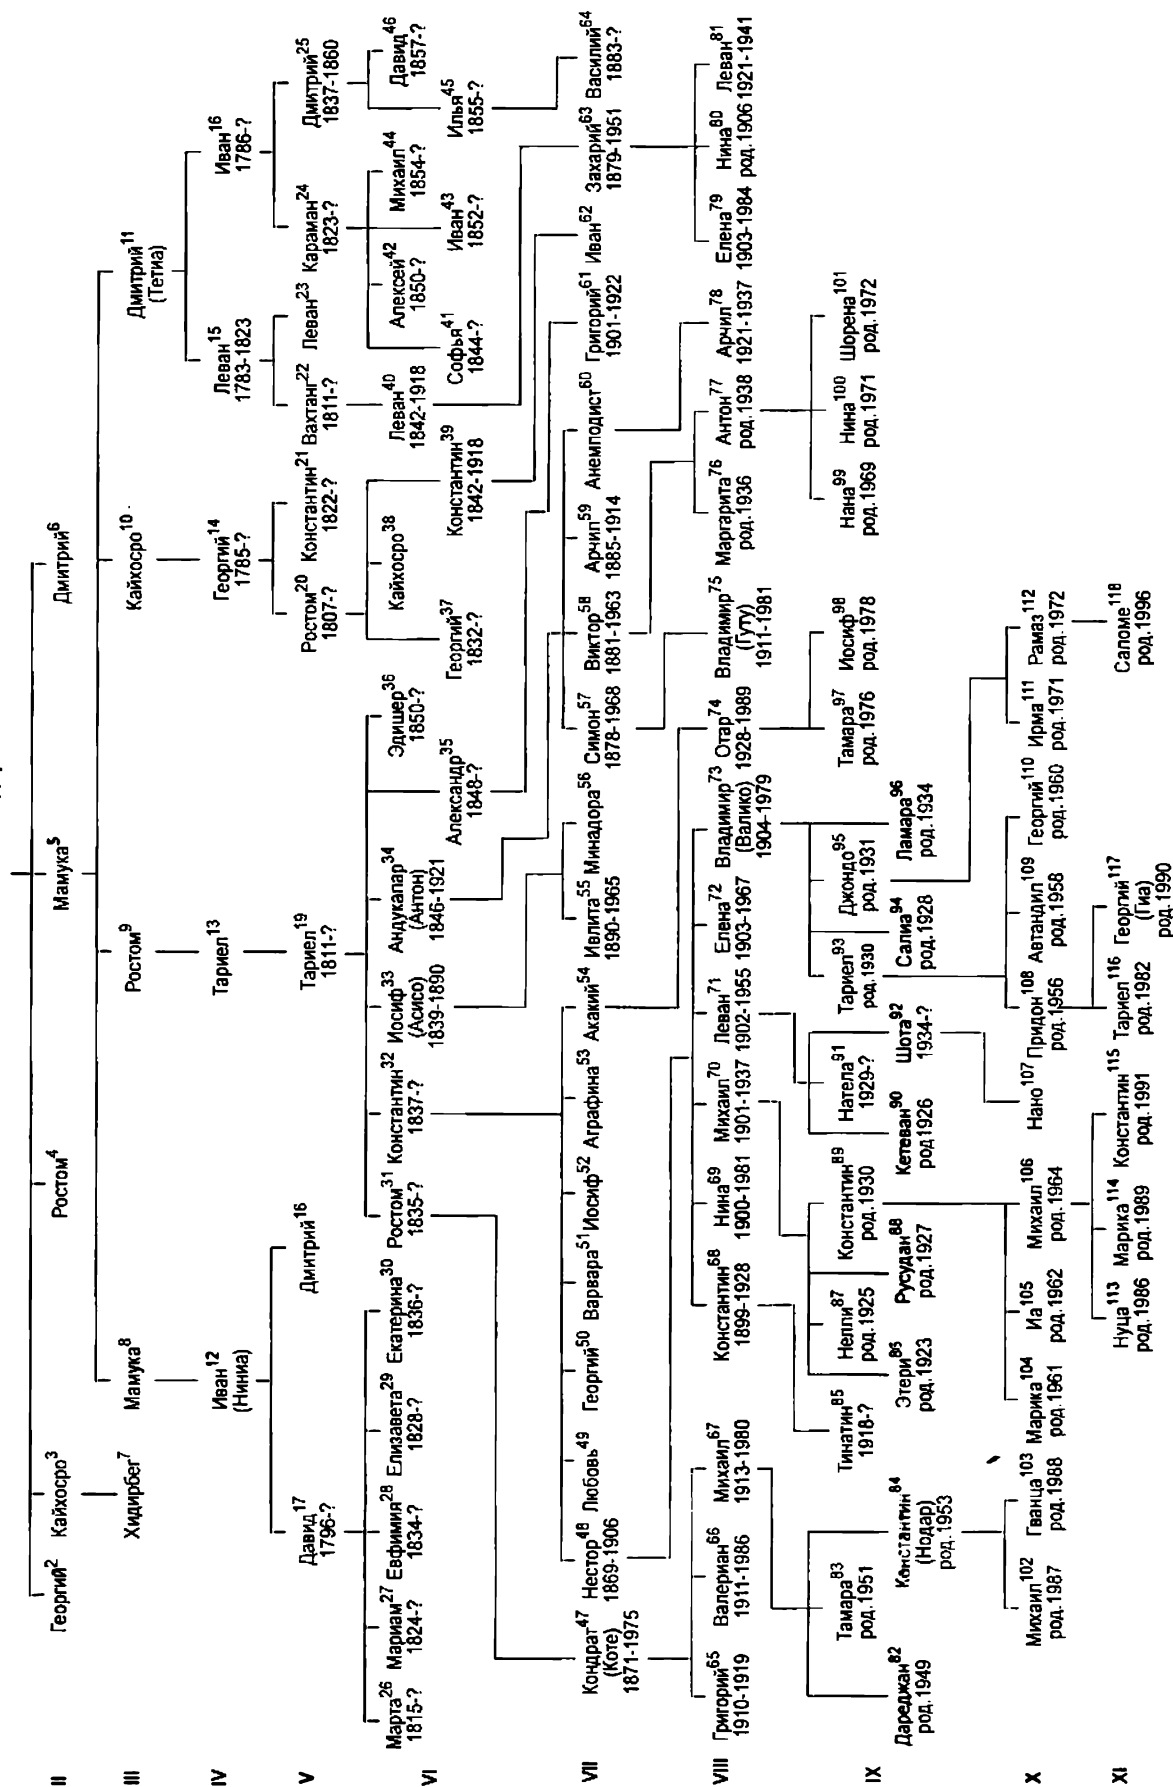 II
Георгий2
Кайхосро3
Ростом4
Мамука5
Дмитрий6
III
Хидирбег7
Мамука8
Ростом9
Кайхосро10
Дмитрий11
(Тетиа)
IV
Иван12
(Ниниа)
Тариел13
Георгий14
1785-?
Леван15
1783-1823
Иван16
1786-?
V
Давид17
1796-?
Дмитрий16
Тариел19
1811-?
Ростом20
1807-?
Константин21
1822-?
Вахтанг22
1811-?
Леван23
Караман24
1823-?
Дмитрий25
1837-1860
VI
Марта26
1815-?
Мариам27
1824-?
Евфимия28
1834-?
Елизавета29
1828-?
Екатерина30
1836-?
Ростом31
1835-?
Константин32
1837-?
Иосиф33
(Асисо)
1839-1890
Андукапар34
(Антон)
1846-1921
Александр35
1848-?
Эдишер36
1850-?
Георгий37
1832-?
Кайхосро38
Константин39
1842-1918
Леван40
1842-1918
Софья41
1844-?
Алексей42
1850-?
Иван43
1852-?
Михаил44
1854-?
Илья45
1855-?
Давид46
1857-?
VII
Кондрат47
(Коте)
1871-1975
Нестор48
1869-1906
Любовь49
Георгий50
Варвара51
Иосиф52
Аграфина53
Акакий54
Ивлита55
1890-1965
Минадора56
Симон57
1878-1968
Виктор58
1881-1963
Арчил59
1885-1914
Анемподист60
Григорий61
1901-1922
Иван62
Захарий63
1879-1951
Василий64
1883-?
VIII
Григорий65
1910-1919
Валериан66
1911-1986
Михаил67
1913-1980
Константин68
1899-1928
Нина69
1900-1981
Михаил70
1901-1937
Леван71
1902-1955
Елена72
1903-1967
Владимир73
(Валико)
1904-1979
Отар74
1928-1989
Владимир75
(Гуту)
1911-1981
Маргарита76
род.1936
Антон77
род.1938
Арчил78
1921-1937
Елена79
1903-1984
Нина80
род.1906
Леван81
1921-1941
IX
Дареджан82
род.1949
Тамара83
род.1951
Константин84
(Нодар)
род.1953
Тинатин85
1918-?
Этери86
род.1923
Нелли87
род.1925
Русудан88
род.1927
Константин89
род.1930
Кетеван90
род1926
Натела91
1929-?
Шота92
1934-?
Тариел93
род.1930
Салиа94
род.1928
Джондо95
род.1931
Ламара96
род.1934
Тамара97
род.1976
Иосиф98
род.1978
Нана99
род.1969
Нина100
род.1971
Шорена101
род.1972
X
Михаил102
род.1987
Гванца103
род.1988
Марика104
род.1961
Иа105
род.1962
Михаил106
род.1964
Нано107
Придон108
род.1956
Автандил109
род.1958
Георгий110
род.1960
Ирма111
род.1971
Рамаз112
род.1972
XI
Нуца113
род.1986
Марика114
род.1989
Константин115
род.1991
Тариел116
род.1982
Георгий117
(Гиа)
род.1990
Саломе118
род.1996